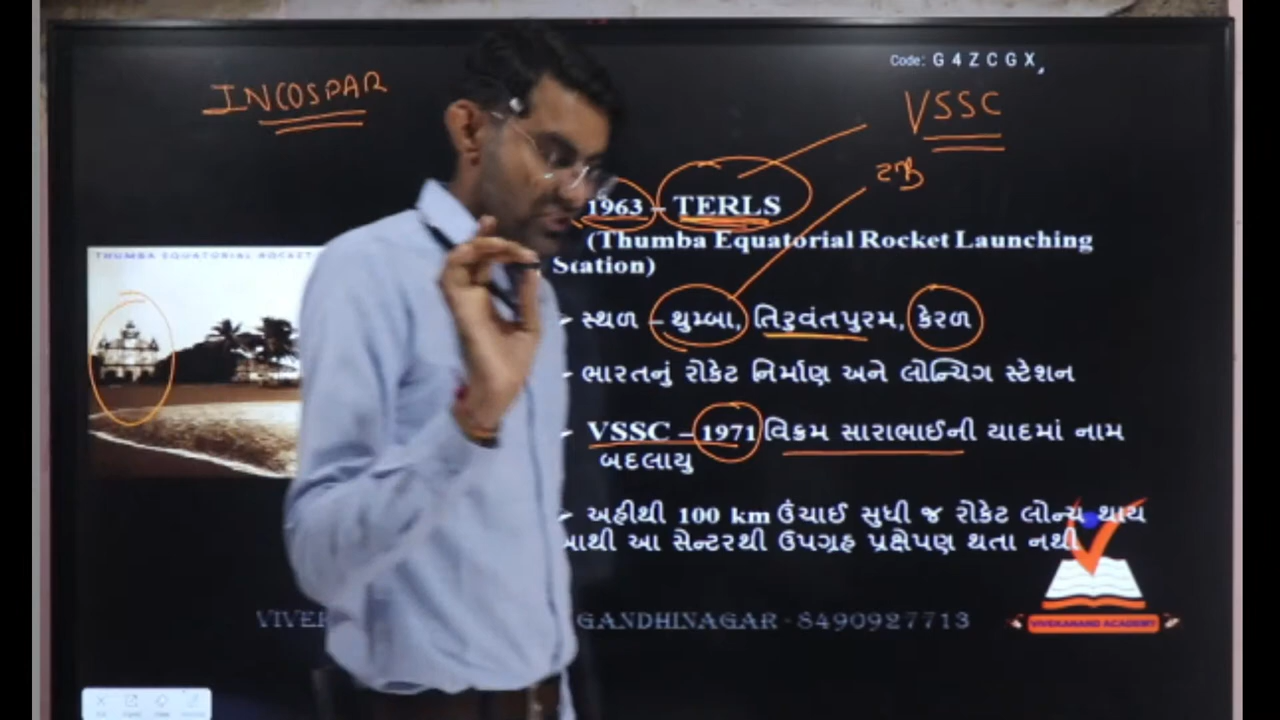 Code: G4ZCGX
INCOSPAR
VSSC
1963 – TERLS
(Thumba Equatorial Rocket Launching
Station)
THUMBA EQUATORIAL ROCKET
સ્થળ – થુમ્બા, તિરુવંતપુરમ, કેરળ
ભારતનું રોકેટ નિર્માણ અને લોન્ચિગ સ્ટેશન
VSSC – 1971 વિક્રમ સારાભાઈની યાદમાં નામ
બદલાયુ
અહીથી 100 km ઉંચાઈ સુધી જ રોકેટ લોન્ચ થાય
આથી આ સેન્ટરથી ઉપગ્રહ પ્રક્ષેપણ થતા નથી
GANDHINAGAR - 8490927713
VIVEKANAND ACADEMY